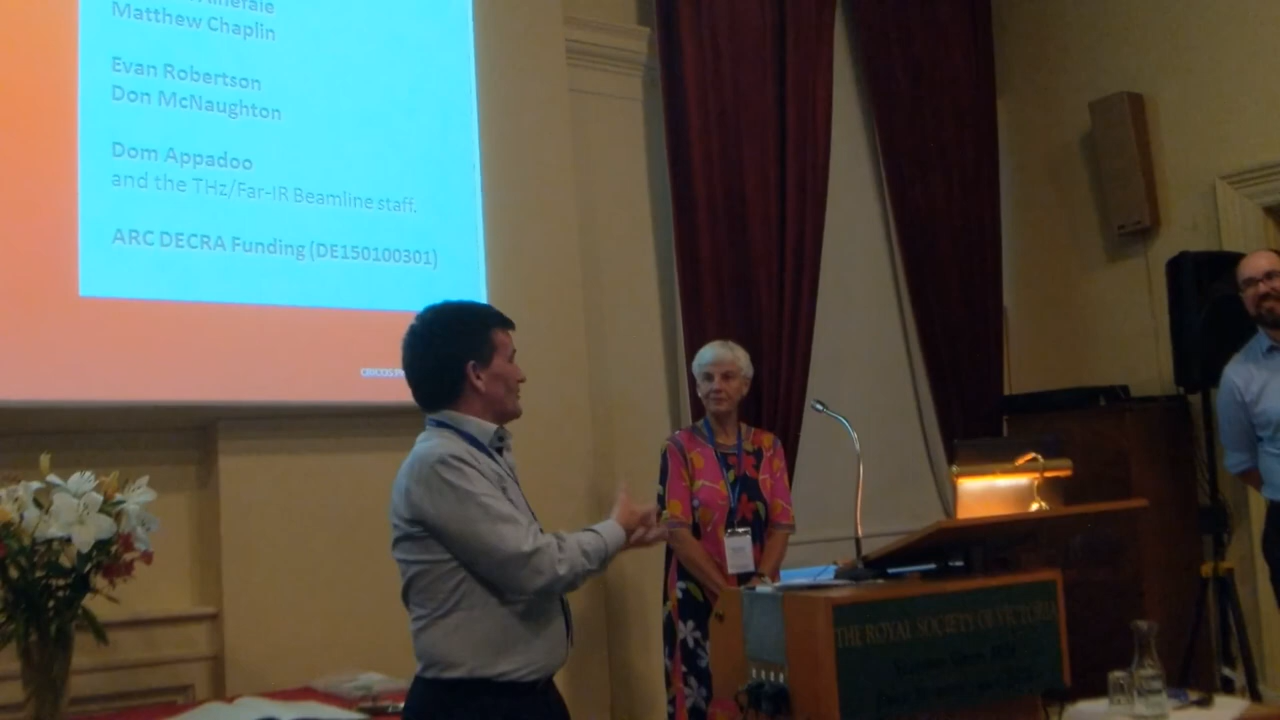 Matthew Chaplin
Evan Robertson
Don McNaughton
Dom Appadoo
and the THz/Far-IR Beamline staff.
ARC DECRA Funding (DE150100301)
THE ROYAL SOCIETY OF VICTORIA